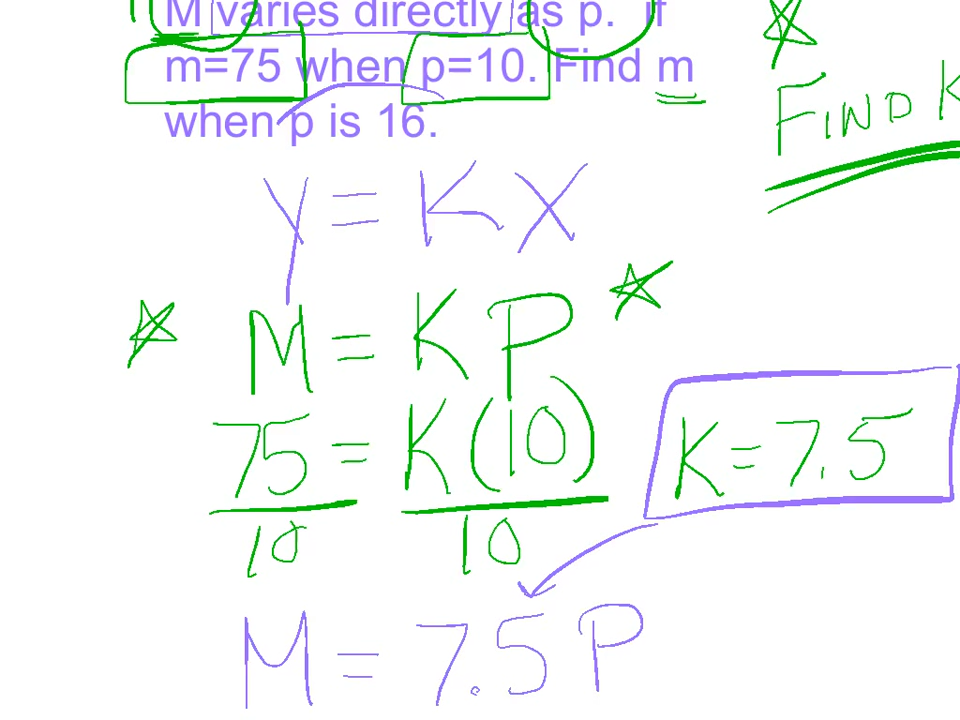 M varies directly as p. if
m=75 when p=10. Find m
when p is 16.
FIND K
Y = KX
M = KP
75 = K(10)
10 10
K = 7.5
M = 7.5P